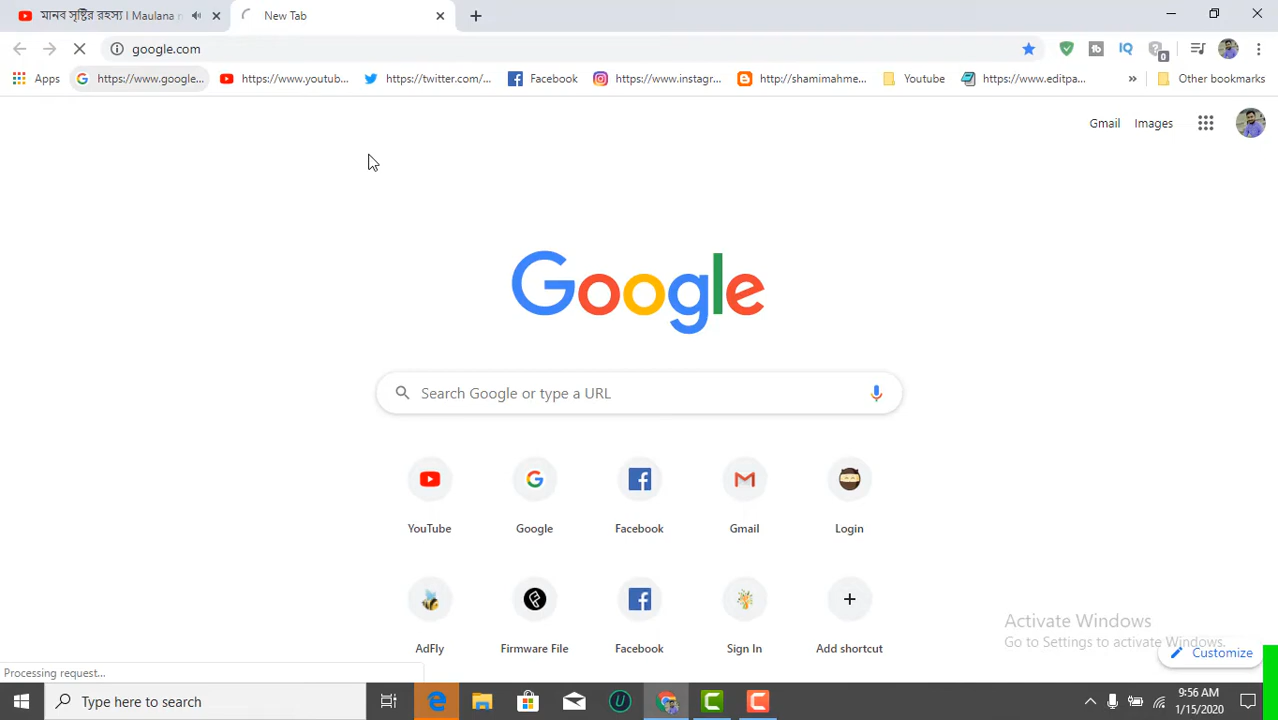 মানব সৃষ্টির রহস্য | Maulana
New Tab
google.com
Apps
https://www.google...
https://www.youtub...
https://twitter.com/...
Facebook
https://www.instagr...
http://shamimahme...
Youtube
https://www.editpa...
»
Other bookmarks
Gmail
Images
Google
Search Google or type a URL
YouTube
Google
Facebook
Gmail
Login
AdFly
Firmware File
Facebook
Sign In
Add shortcut
Activate Windows
Go to Settings to activate Windows.
Customize
Processing request...
Type here to search
9:56 AM
1/15/2020